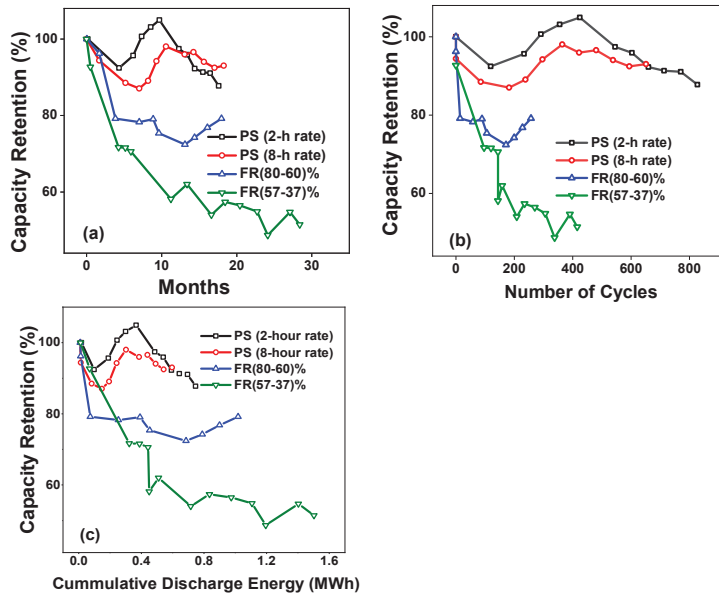 Capacity Retention (%)
100
80
60
PS (2-h rate)
PS (8-h rate)
FR(80-60)%
FR(57-37)%
(a)
0
10
20
30
Months
Capacity Retention (%)
100
80
60
PS (2-h rate)
PS (8-h rate)
FR(80-60)%
FR(57-37)%
(b)
0
200
400
600
800
Number of Cycles
Capacity Retention (%)
100
80
60
PS (2-hour rate)
PS (8-hour rate)
FR(80-60)%
FR(57-37)%
(c)
0.0
0.4
0.8
1.2
1.6
Cummulative Discharge Energy (MWh)